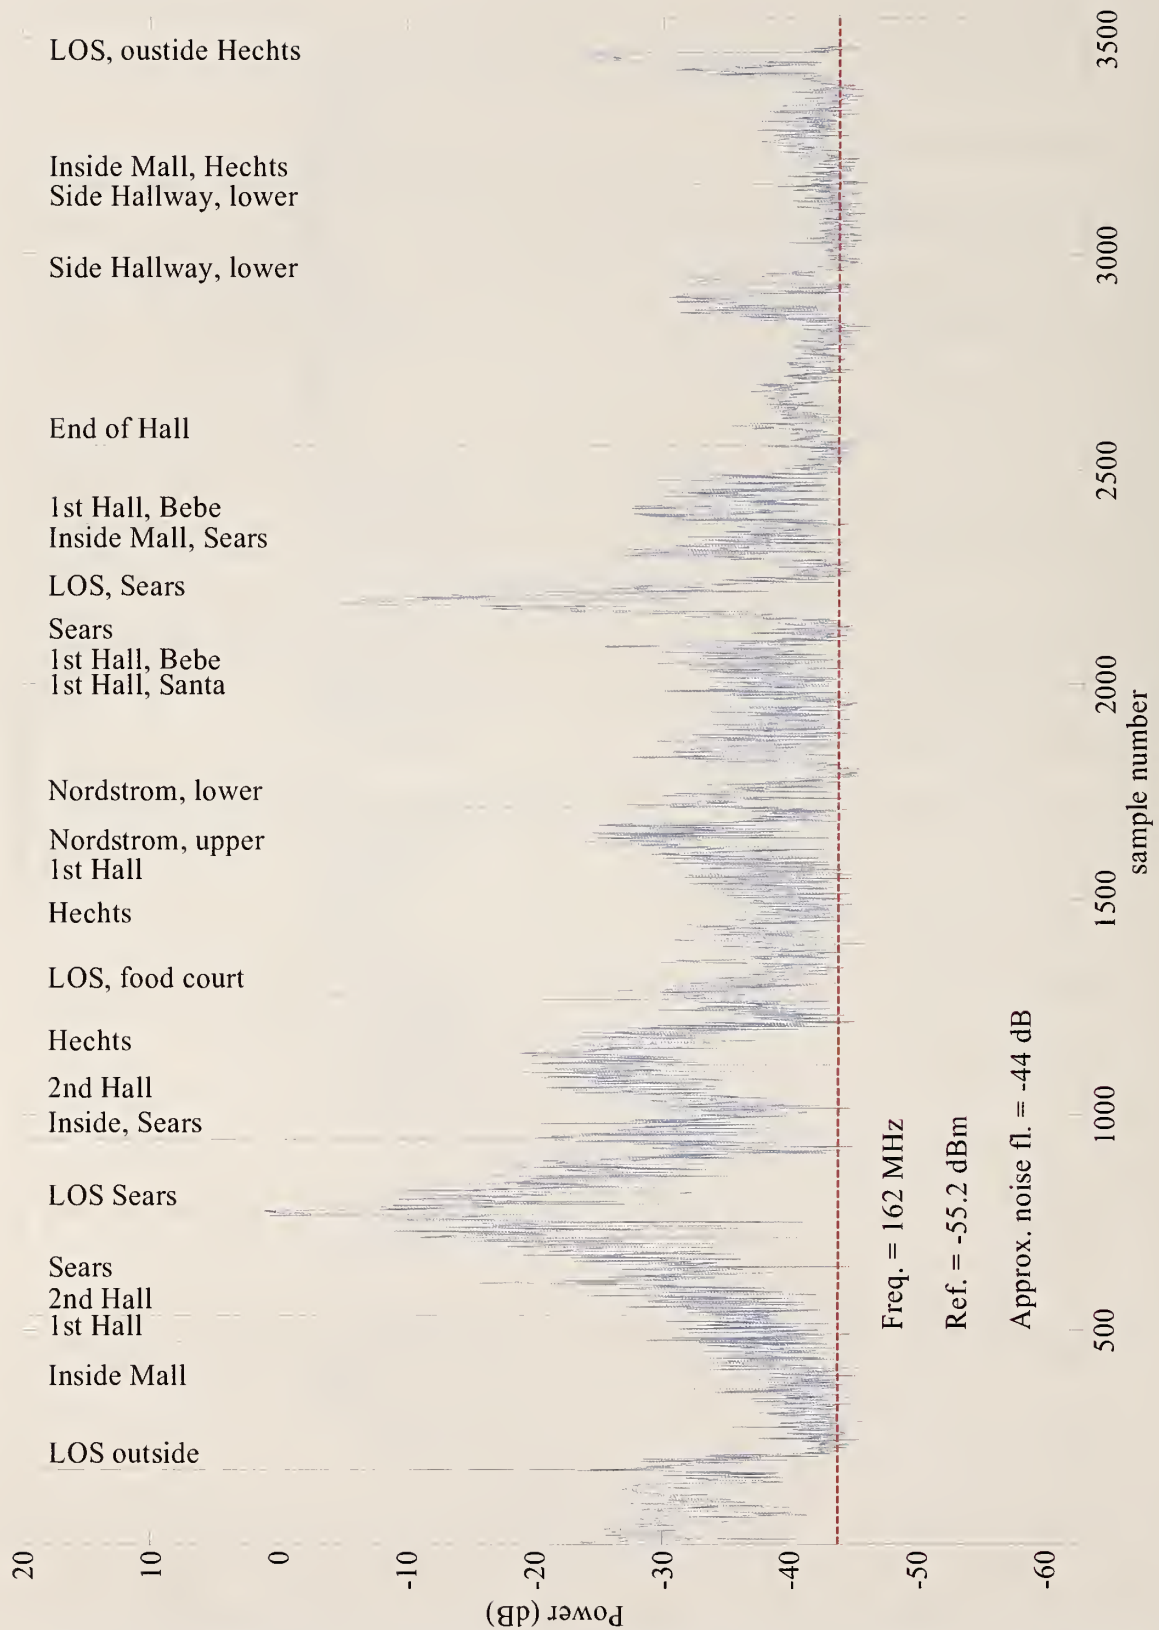 LOS, oustide Hechts
Inside Mall, Hechts
Side Hallway, lower
Side Hallway, lower
End of Hall
1st Hall, Bebe
Inside Mall, Sears
LOS, Sears
Sears
1st Hall, Bebe
1st Hall, Santa
Nordstrom, lower
Nordstrom, upper
1st Hall
Hechts
LOS, food court
Hechts
2nd Hall
Inside, Sears
LOS Sears
Sears
2nd Hall
1st Hall
Inside Mall
LOS outside
20
10
0
-10
-20
-30
-40
-50
-60
Power (dB)
Freq. = 162 MHz
Ref. = -55.2 dBm
Approx. noise fl. = -44 dB
500
1000
1500
2000
2500
3000
3500
sample number